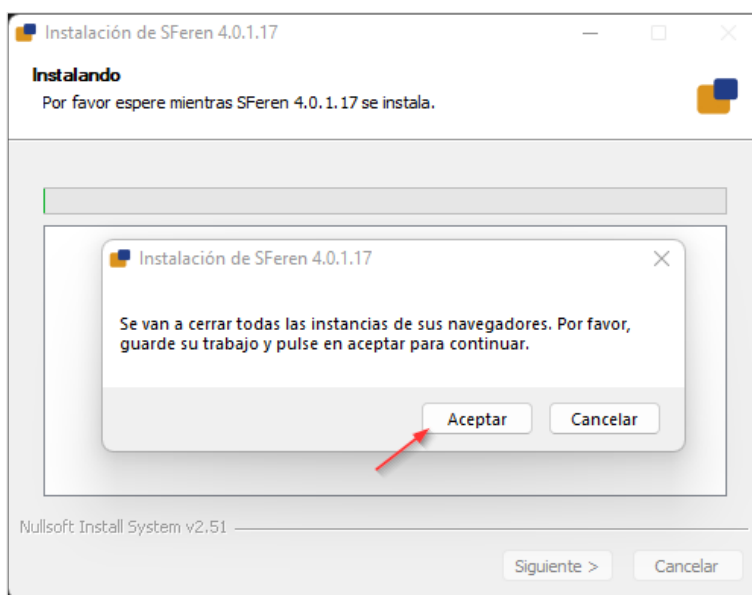 Instalación de SFeren 4.0.1.17
Instalando
Por favor espere mientras SFeren 4.0.1.17 se instala.
Instalación de SFeren 4.0.1.17
Se van a cerrar todas las instancias de sus navegadores. Por favor,
guarde su trabajo y pulse en aceptar para continuar.
Aceptar Cancelar
Nullsoft Install System v2.51
Siguiente > Cancelar